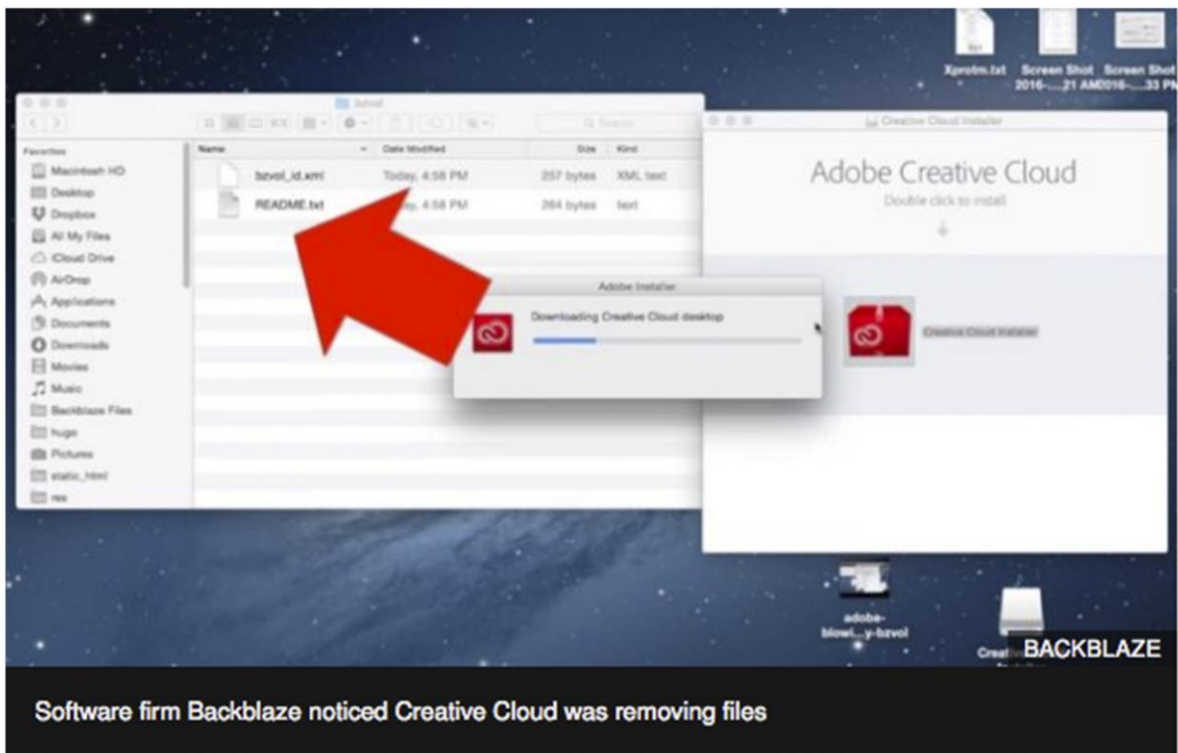 Xprotm.txt
Screen Shot
2016-....21 AM
Screen Shot
2016-....33 PM
.bzvol
Search
Favorites
Macintosh HD
Desktop
Dropbox
All My Files
iCloud Drive
AirDrop
Applications
Documents
Downloads
Movies
Music
Backblaze Files
hugo
Pictures
static_html
res
Name
Date Modified
Size
Kind
bzvol_id.xml
Today, 4:58 PM
257 bytes
XML text
README.txt
4:58 PM
264 bytes
text
Creative Cloud Installer
Adobe Creative Cloud
Double click to install
Creative Cloud Installer
Adobe Installer
Downloading Creative Cloud desktop
adobe-
blowi...y-bzvol
BACKBLAZE
Software firm Backblaze noticed Creative Cloud was removing files